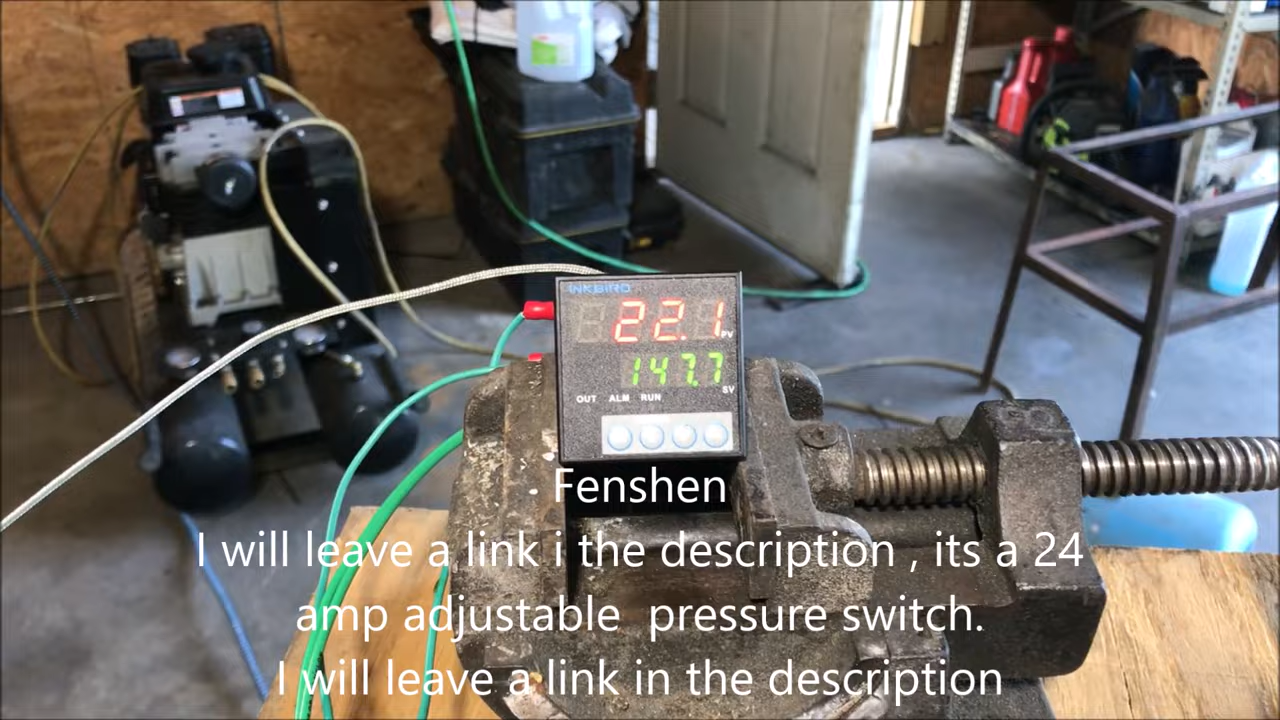 INKBIRD
22.1
PV
147.7
SV
OUT ALM RUN
Fenshen
I will leave a link i the description , its a 24
amp adjustable pressure switch.
I will leave a link in the description